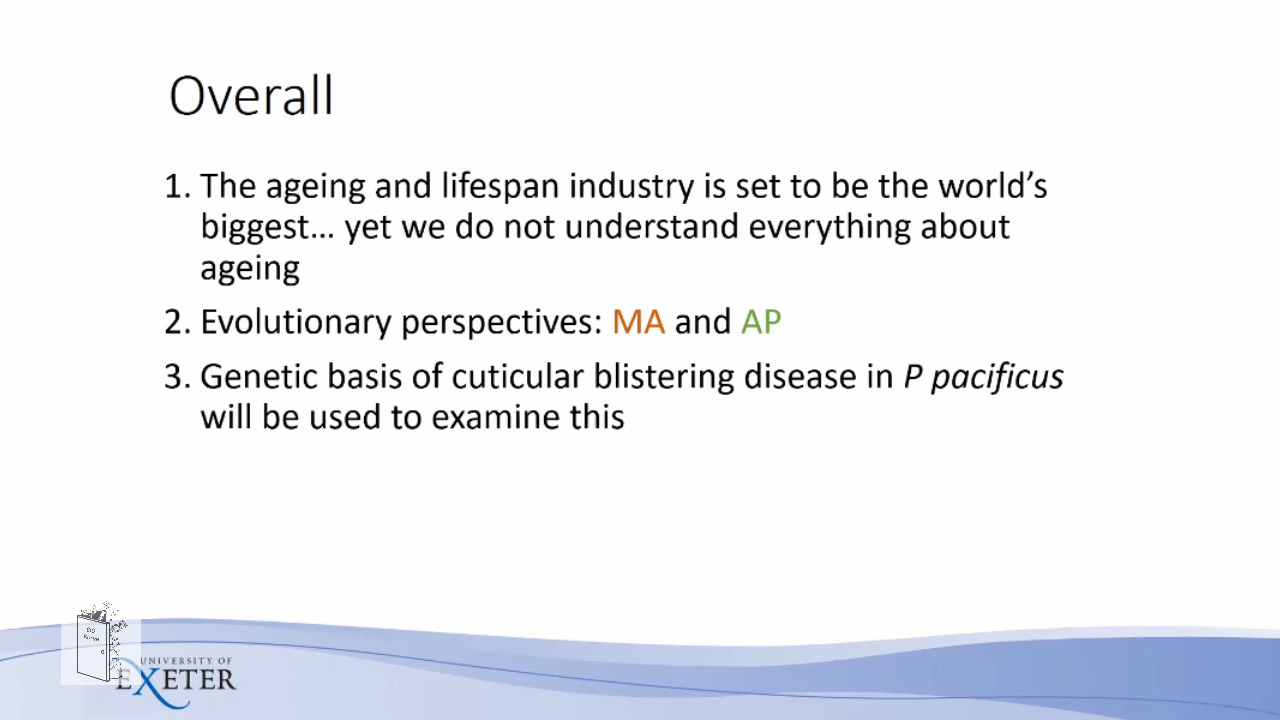 Overall
1. The ageing and lifespan industry is set to be the world's
biggest… yet we do not understand everything about
ageing
2. Evolutionary perspectives: MA and AP
3. Genetic basis of cuticular blistering disease in P pacificus
will be used to examine this
UNIVERSITY OF
EXETER